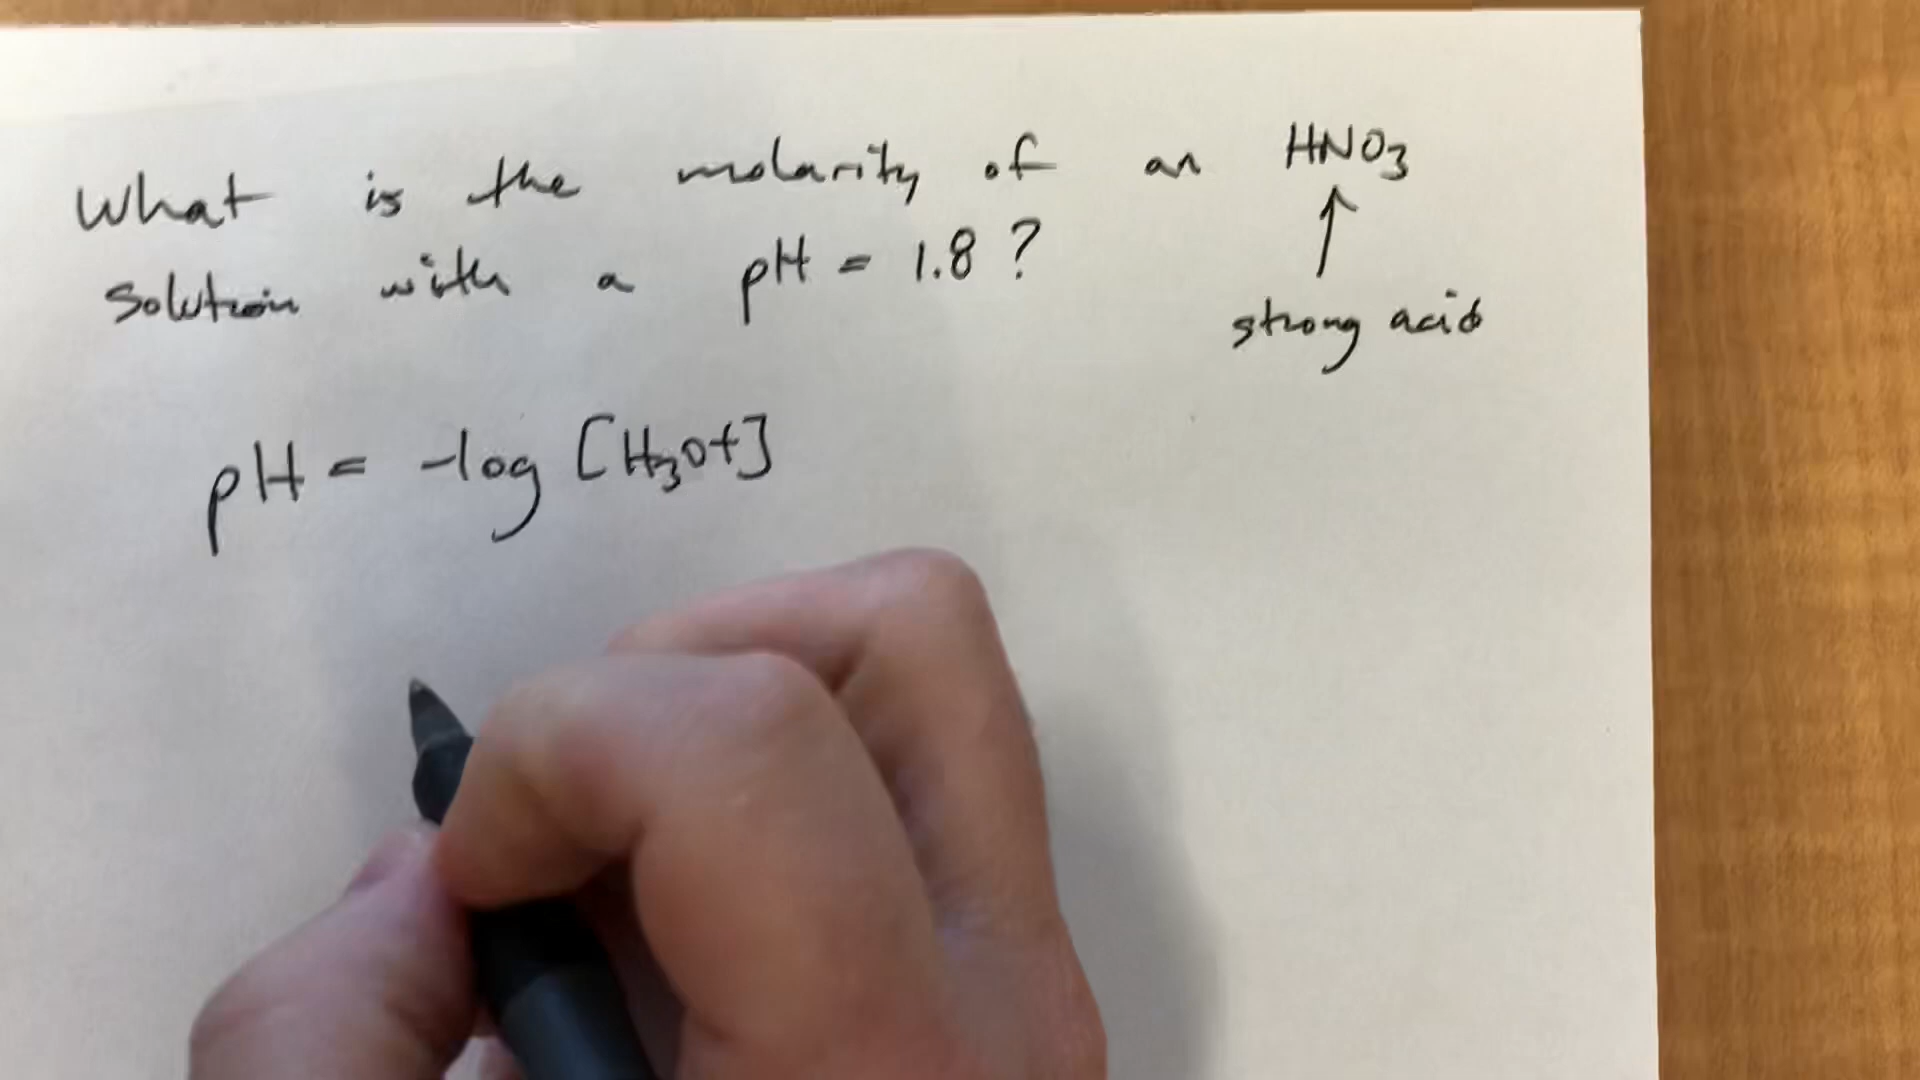 What is the molarity of an HNO3
solution with a pH = 1.8 ?
↑
strong acid
pH = -log [H3O+]